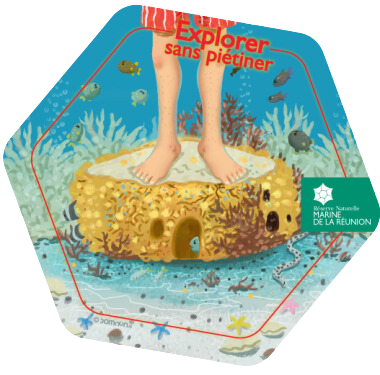 Explorer
sans piétiner
Réserve Naturelle
MARINE
DE LA RÉUNION